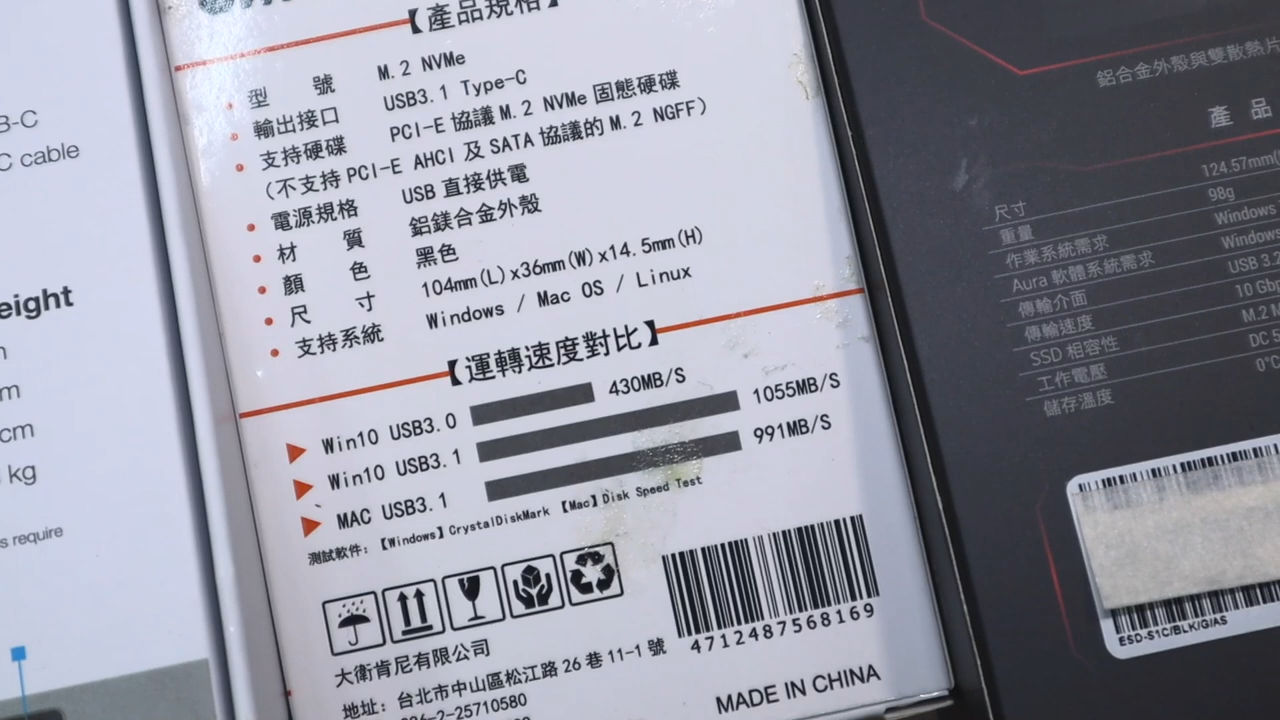 B-C
C cable
eight
cm
kg
s require
【產品規格】
型 號 M.2 NVMe
輸出接口 USB3.1 Type-C
支持硬碟 PCI-E 協議 M.2 NVMe 固態硬碟
（不支持 PCI-E AHCI 及 SATA 協議的 M.2 NGFF）
電源規格 USB 直接供電
材 質 鋁鎂合金外殼
顏 色 黑色
尺 寸 104mm(L)x36mm(W)x14.5mm(H)
支持系統 Windows / Mac OS / Linux
【運轉速度對比】
Win10 USB3.0 430MB/S
Win10 USB3.1 1055MB/S
MAC USB3.1 991MB/S
測試軟件：【Windows】CrystalDiskMark 【Mac】Disk Speed Test
4712487568169
大衛肯尼有限公司
地址：台北市中山區松江路 26 巷 11-1 號
-2-25710580
MADE IN CHINA
鋁合金外殼與雙散熱片
產 品
尺寸 124.57mm(
重量 98g
作業系統需求 Windows
Aura 軟體系統需求 Windows
傳輸介面 USB 3.2
傳輸速度 10 Gbp
SSD 相容性 M.2 
工作電壓 DC 5
儲存溫度 0°C
ESD-S1C/BLK/G/AS